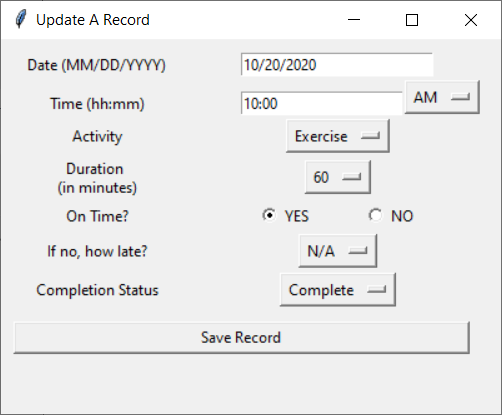 Update A Record
Date (MM/DD/YYYY) 10/20/2020
Time (hh:mm) 10:00 AM
Activity Exercise
Duration 60
(in minutes)
On Time? YES NO
If no, how late? N/A
Completion Status Complete
Save Record